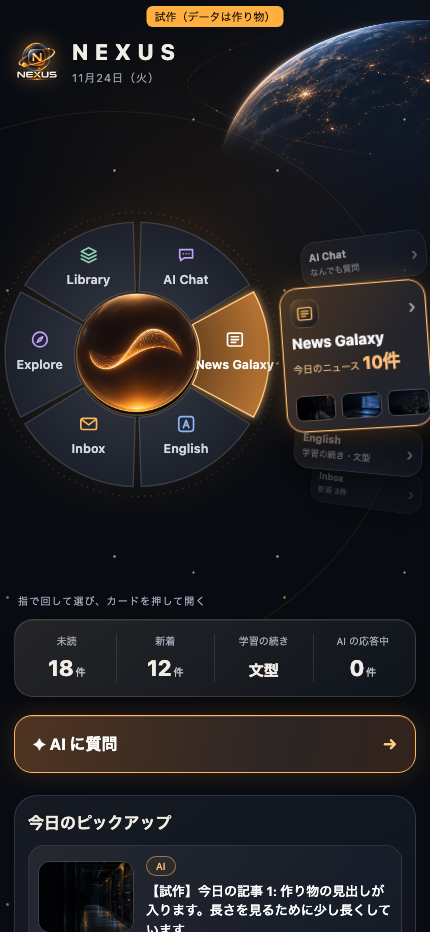 試作（データは作り物）
N
NEXUS
NEXUS
11月24日（火）
Library
AI Chat
Explore
News Galaxy
Inbox
English
AI Chat
なんでも質問
News Galaxy
今日のニュース 10件
English
学習の続き・文型
Inbox
新着 3件
指で回して選び、カードを押して開く
未読
18件
新着
12件
学習の続き
文型
AI の応答中
0件
AI に質問
今日のピックアップ
AI
【試作】今日の記事 1: 作り物の見出しが
入ります。長さを見るために少し長くして
います